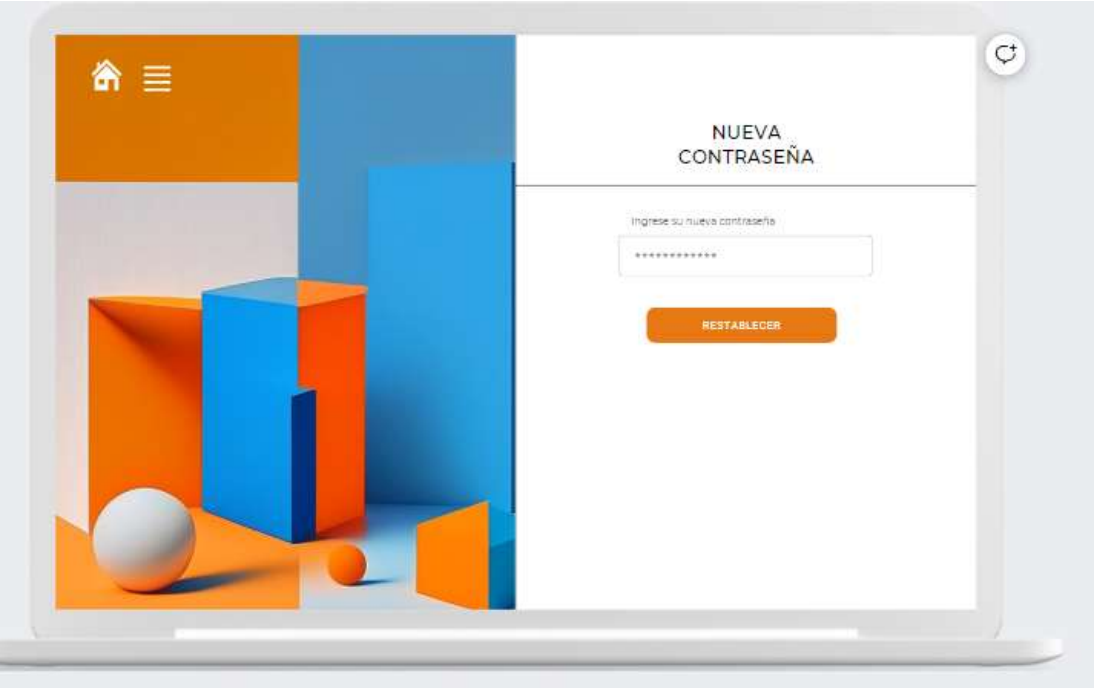 NUEVA
CONTRASEÑA
Ingrese su nueva contraseña
************
RESTABLECER